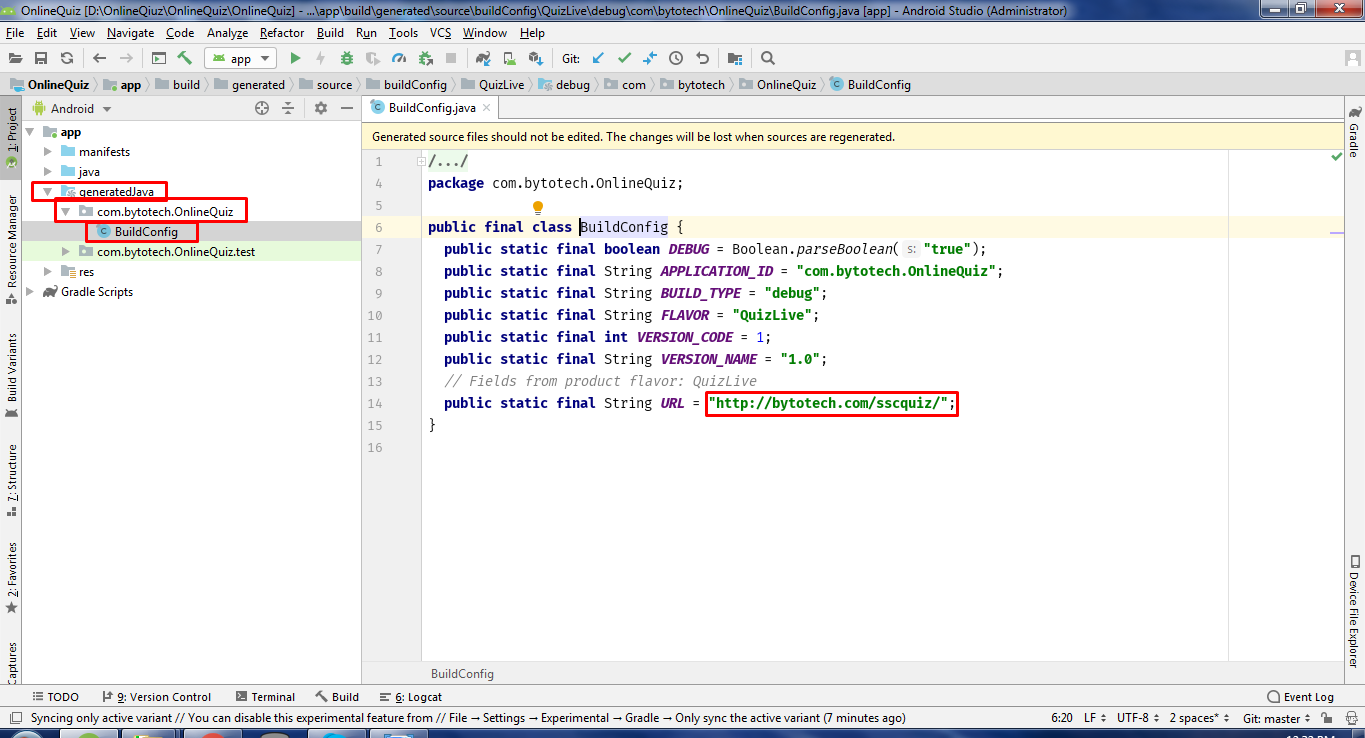 OnlineQuiz [D:\OnlineQiuz\OnlineQuiz\OnlineQuiz] - ...\app\build\generated\source\buildConfig\QuizLive\debug\com\bytotech\OnlineQuiz\BuildConfig.java [app] - Android Studio (Administrator)
File Edit View Navigate Code Analyze Refactor Build Run Tools VCS Window Help
app Git:
OnlineQuiz app build generated source buildConfig QuizLive debug com bytotech OnlineQuiz BuildConfig
Android
BuildConfig.java
1: Project
Resource Manager
Build Variants
7: Structure
2: Favorites
Captures
app
manifests
java
generatedJava
com.bytotech.OnlineQuiz
BuildConfig
com.bytotech.OnlineQuiz.test
res
Gradle Scripts
Generated source files should not be edited. The changes will be lost when sources are regenerated.
1 /.../
4 package com.bytotech.OnlineQuiz;
5
6 public final class BuildConfig {
7 public static final boolean DEBUG = Boolean.parseBoolean( s: "true");
8 public static final String APPLICATION_ID = "com.bytotech.OnlineQuiz";
9 public static final String BUILD_TYPE = "debug";
10 public static final String FLAVOR = "QuizLive";
11 public static final int VERSION_CODE = 1;
12 public static final String VERSION_NAME = "1.0";
13 // Fields from product flavor: QuizLive
14 public static final String URL = "http://bytotech.com/sscquiz/";
15 }
16
BuildConfig
Gradle
Device File Explorer
TODO 9: Version Control Terminal Build 6: Logcat Event Log
Syncing only active variant // You can disable this experimental feature from // File → Settings → Experimental → Gradle → Only sync the active variant (7 minutes ago) 6:20 LF UTF-8 2 spaces* Git: master